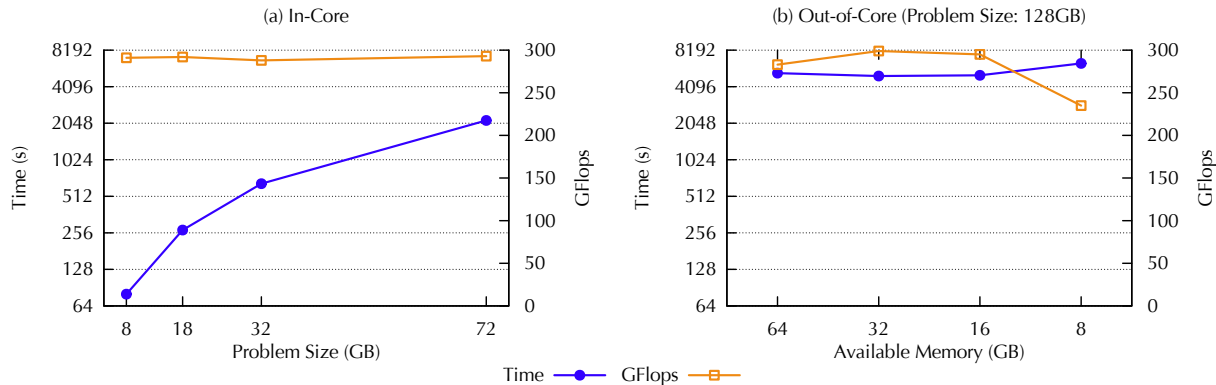 (a) In-Core
8192
4096
2048
1024
512
256
128
64
Time (s)
300
250
200
150
100
50
0
GFlops
8 18 32 72
Problem Size (GB)
(b) Out-of-Core (Problem Size: 128GB)
8192
4096
2048
1024
512
256
128
64
Time (s)
300
250
200
150
100
50
0
GFlops
64 32 16 8
Available Memory (GB)
Time GFlops